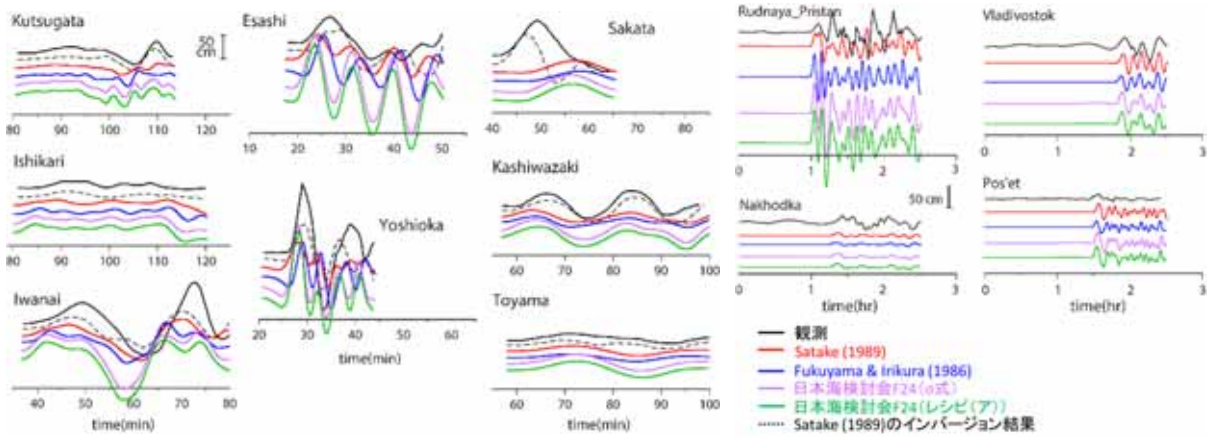 Kutsugata
50
cm
80 90 100 110 120
Esashi
10 20 30 40 50
Sakata
40 50 60 70 80
Rudnaya_Pristan
0 1 2 3
Vladivostok
0 1 2 3
Ishikari
80 90 100 110 120
Yoshioka
20 30 40 50 60
time(min)
Kashiwazaki
60 70 80 90 100
Nakhodka
50 cm
0 1 2 3
time(hr)
Pos'et
0 1 2 3
time(hr)
Iwanai
40 50 60 70 80
time(min)
Toyama
60 70 80 90 100
time(min)
観測
Satake (1989)
Fukuyama & Irikura (1986)
日本海検討会F24(σ式)
日本海検討会F24(レシピ(ア))
Satake (1989)のインバージョン結果